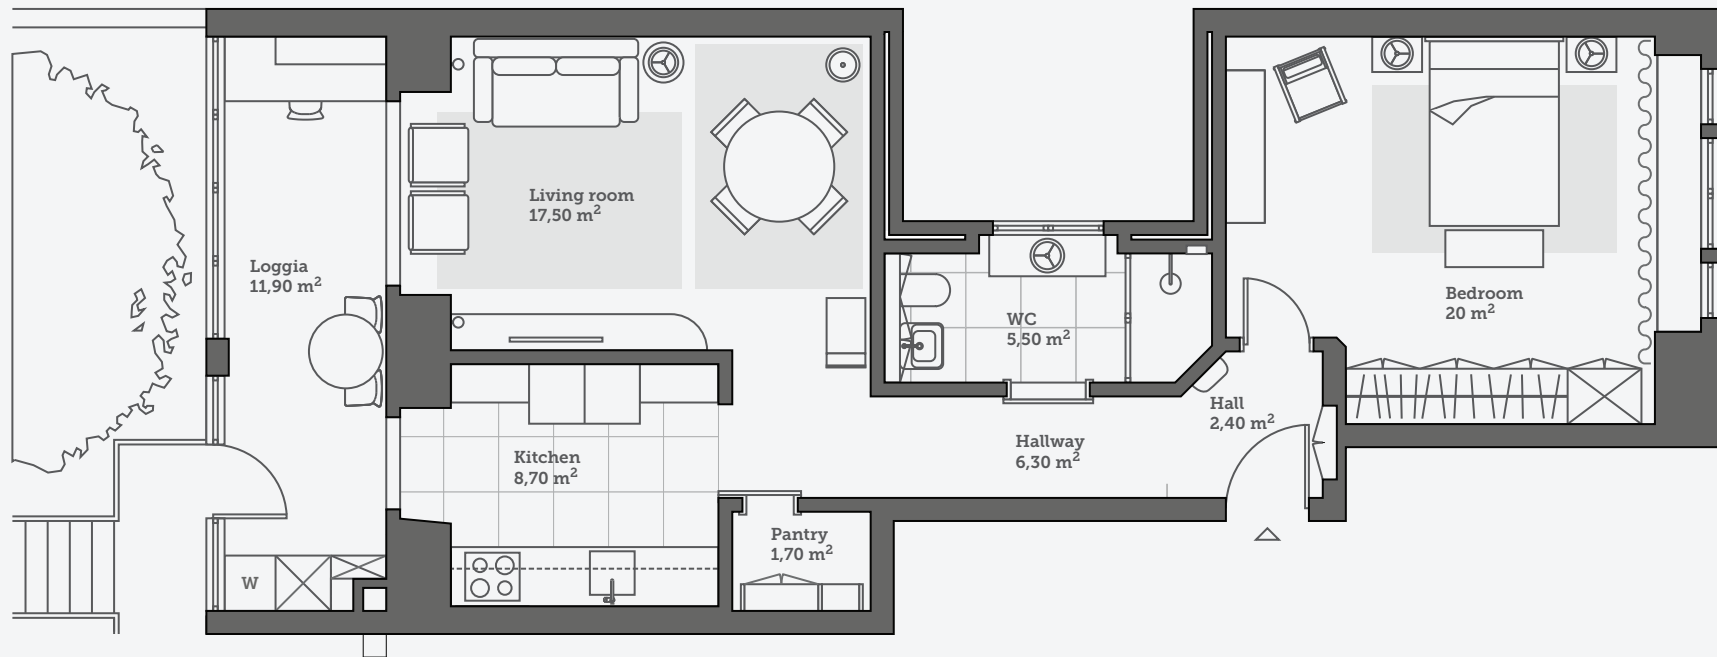 Living room
17,50 m²
Loggia
11,90 m²
WC
5,50 m²
Bedroom
20 m²
Hall
2,40 m²
Hallway
6,30 m²
Kitchen
8,70 m²
Pantry
1,70 m²
W